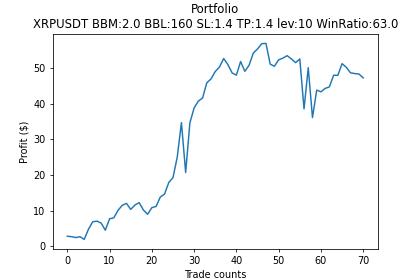 Portfolio
XRPUSDT BBM:2.0 BBL:160 SL:1.4 TP:1.4 lev:10 WinRatio:63.0
50
40
30
20
10
0
Profit ($)
0 10 20 30 40 50 60 70
Trade counts